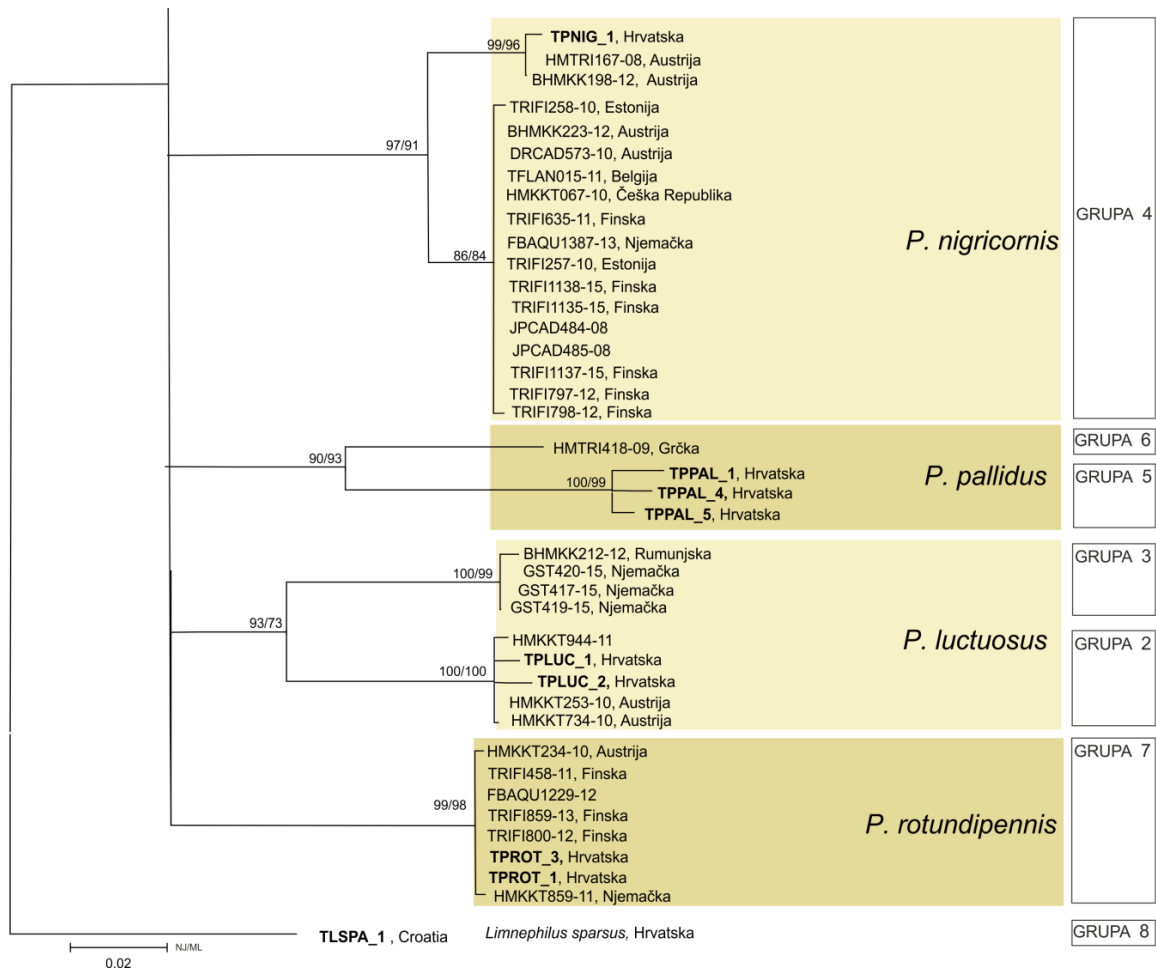 99/96
TPNIG_1, Hrvatska
HMTRI167-08, Austrija
BHMKK198-12, Austrija
97/91
TRIFI258-10, Estonija
BHMKK223-12, Austrija
DRCAD573-10, Austrija
TFLAN015-11, Belgija
HMKKT067-10, Češka Republika
TRIFI635-11, Finska
FBAQU1387-13, Njemačka
86/84
TRIFI257-10, Estonija
TRIFI1138-15, Finska
TRIFI1135-15, Finska
JPCAD484-08
JPCAD485-08
TRIFI1137-15, Finska
TRIFI797-12, Finska
TRIFI798-12, Finska
P. nigricornis
GRUPA 4
90/93
HMTRI418-09, Grčka
100/99
TPPAL_1, Hrvatska
TPPAL_4, Hrvatska
TPPAL_5, Hrvatska
P. pallidus
GRUPA 6
GRUPA 5
93/73
100/99
BHMKK212-12, Rumunjska
GST420-15, Njemačka
GST417-15, Njemačka
GST419-15, Njemačka
100/100
HMKKT944-11
TPLUC_1, Hrvatska
TPLUC_2, Hrvatska
HMKKT253-10, Austrija
HMKKT734-10, Austrija
P. luctuosus
GRUPA 3
GRUPA 2
99/98
HMKKT234-10, Austrija
TRIFI458-11, Finska
FBAQU1229-12
TRIFI859-13, Finska
TRIFI800-12, Finska
TPROT_3, Hrvatska
TPROT_1, Hrvatska
HMKKT859-11, Njemačka
P. rotundipennis
GRUPA 7
TLSPA_1 , Croatia
Limnephilus sparsus, Hrvatska
GRUPA 8
NJ/ML
0.02